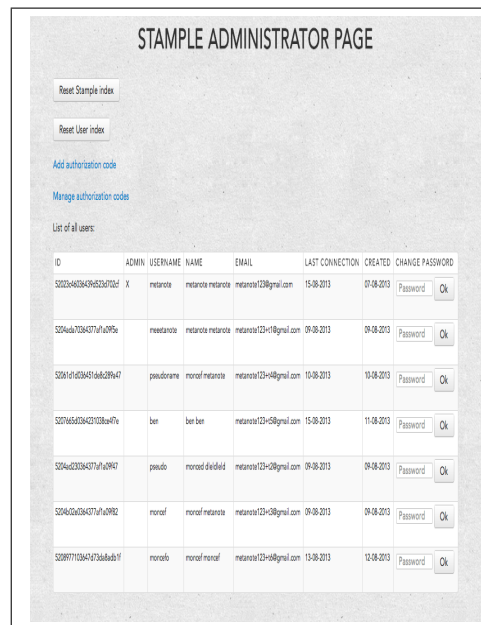 STAMPLE ADMINISTRATOR PAGE
Reset Stample index
Reset User index
Add authorization code
Manage authorization codes
List of all users:
ID ADMIN USERNAME NAME EMAIL LAST CONNECTION CREATED CHANGE PASSWORD
52023c46036439d523d702cf X metanote metanote metanote metanote123@gmail.com 15-08-2013 07-08-2013 Password Ok
5204ada70364377af1a09f5e meetanote metanote metanote metanote123+t1@gmail.com 09-08-2013 09-08-2013 Password Ok
52061d1d036451de8c289a47 pseudoname moncef metanote metanote123+t4@gmail.com 10-08-2013 10-08-2013 Password Ok
5207665d0364231038ce4f7e ben ben ben metanote123+t5@gmail.com 15-08-2013 11-08-2013 Password Ok
5204ad230364377af1a09f47 pseudo monced dieldield metanote123+t2@gmail.com 09-08-2013 09-08-2013 Password Ok
5204b02e0364377af1a09f82 moncef moncef metanote metanote123+t3@gmail.com 09-08-2013 09-08-2013 Password Ok
5208977103647d73da8adb1f moncefo moncef moncef metanote123+t6@gmail.com 13-08-2013 12-08-2013 Password Ok